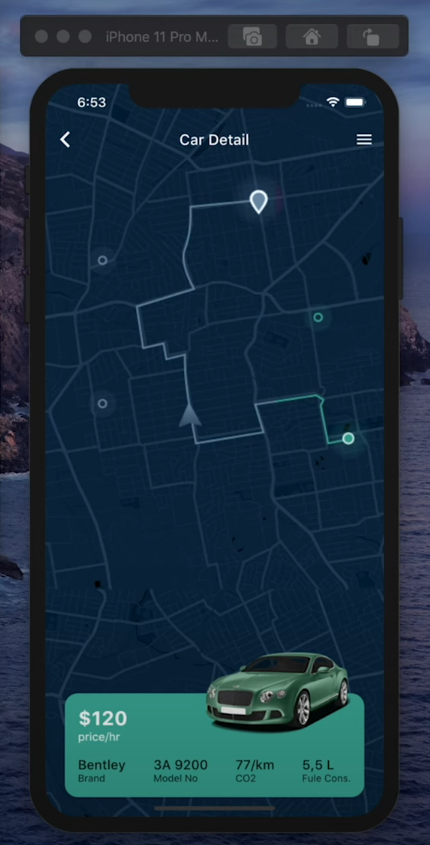 iPhone 11 Pro M...
6:53
Car Detail
$120
price/hr
Bentley 3A 9200 77/km 5,5 L
Brand Model No CO2 Fule Cons.